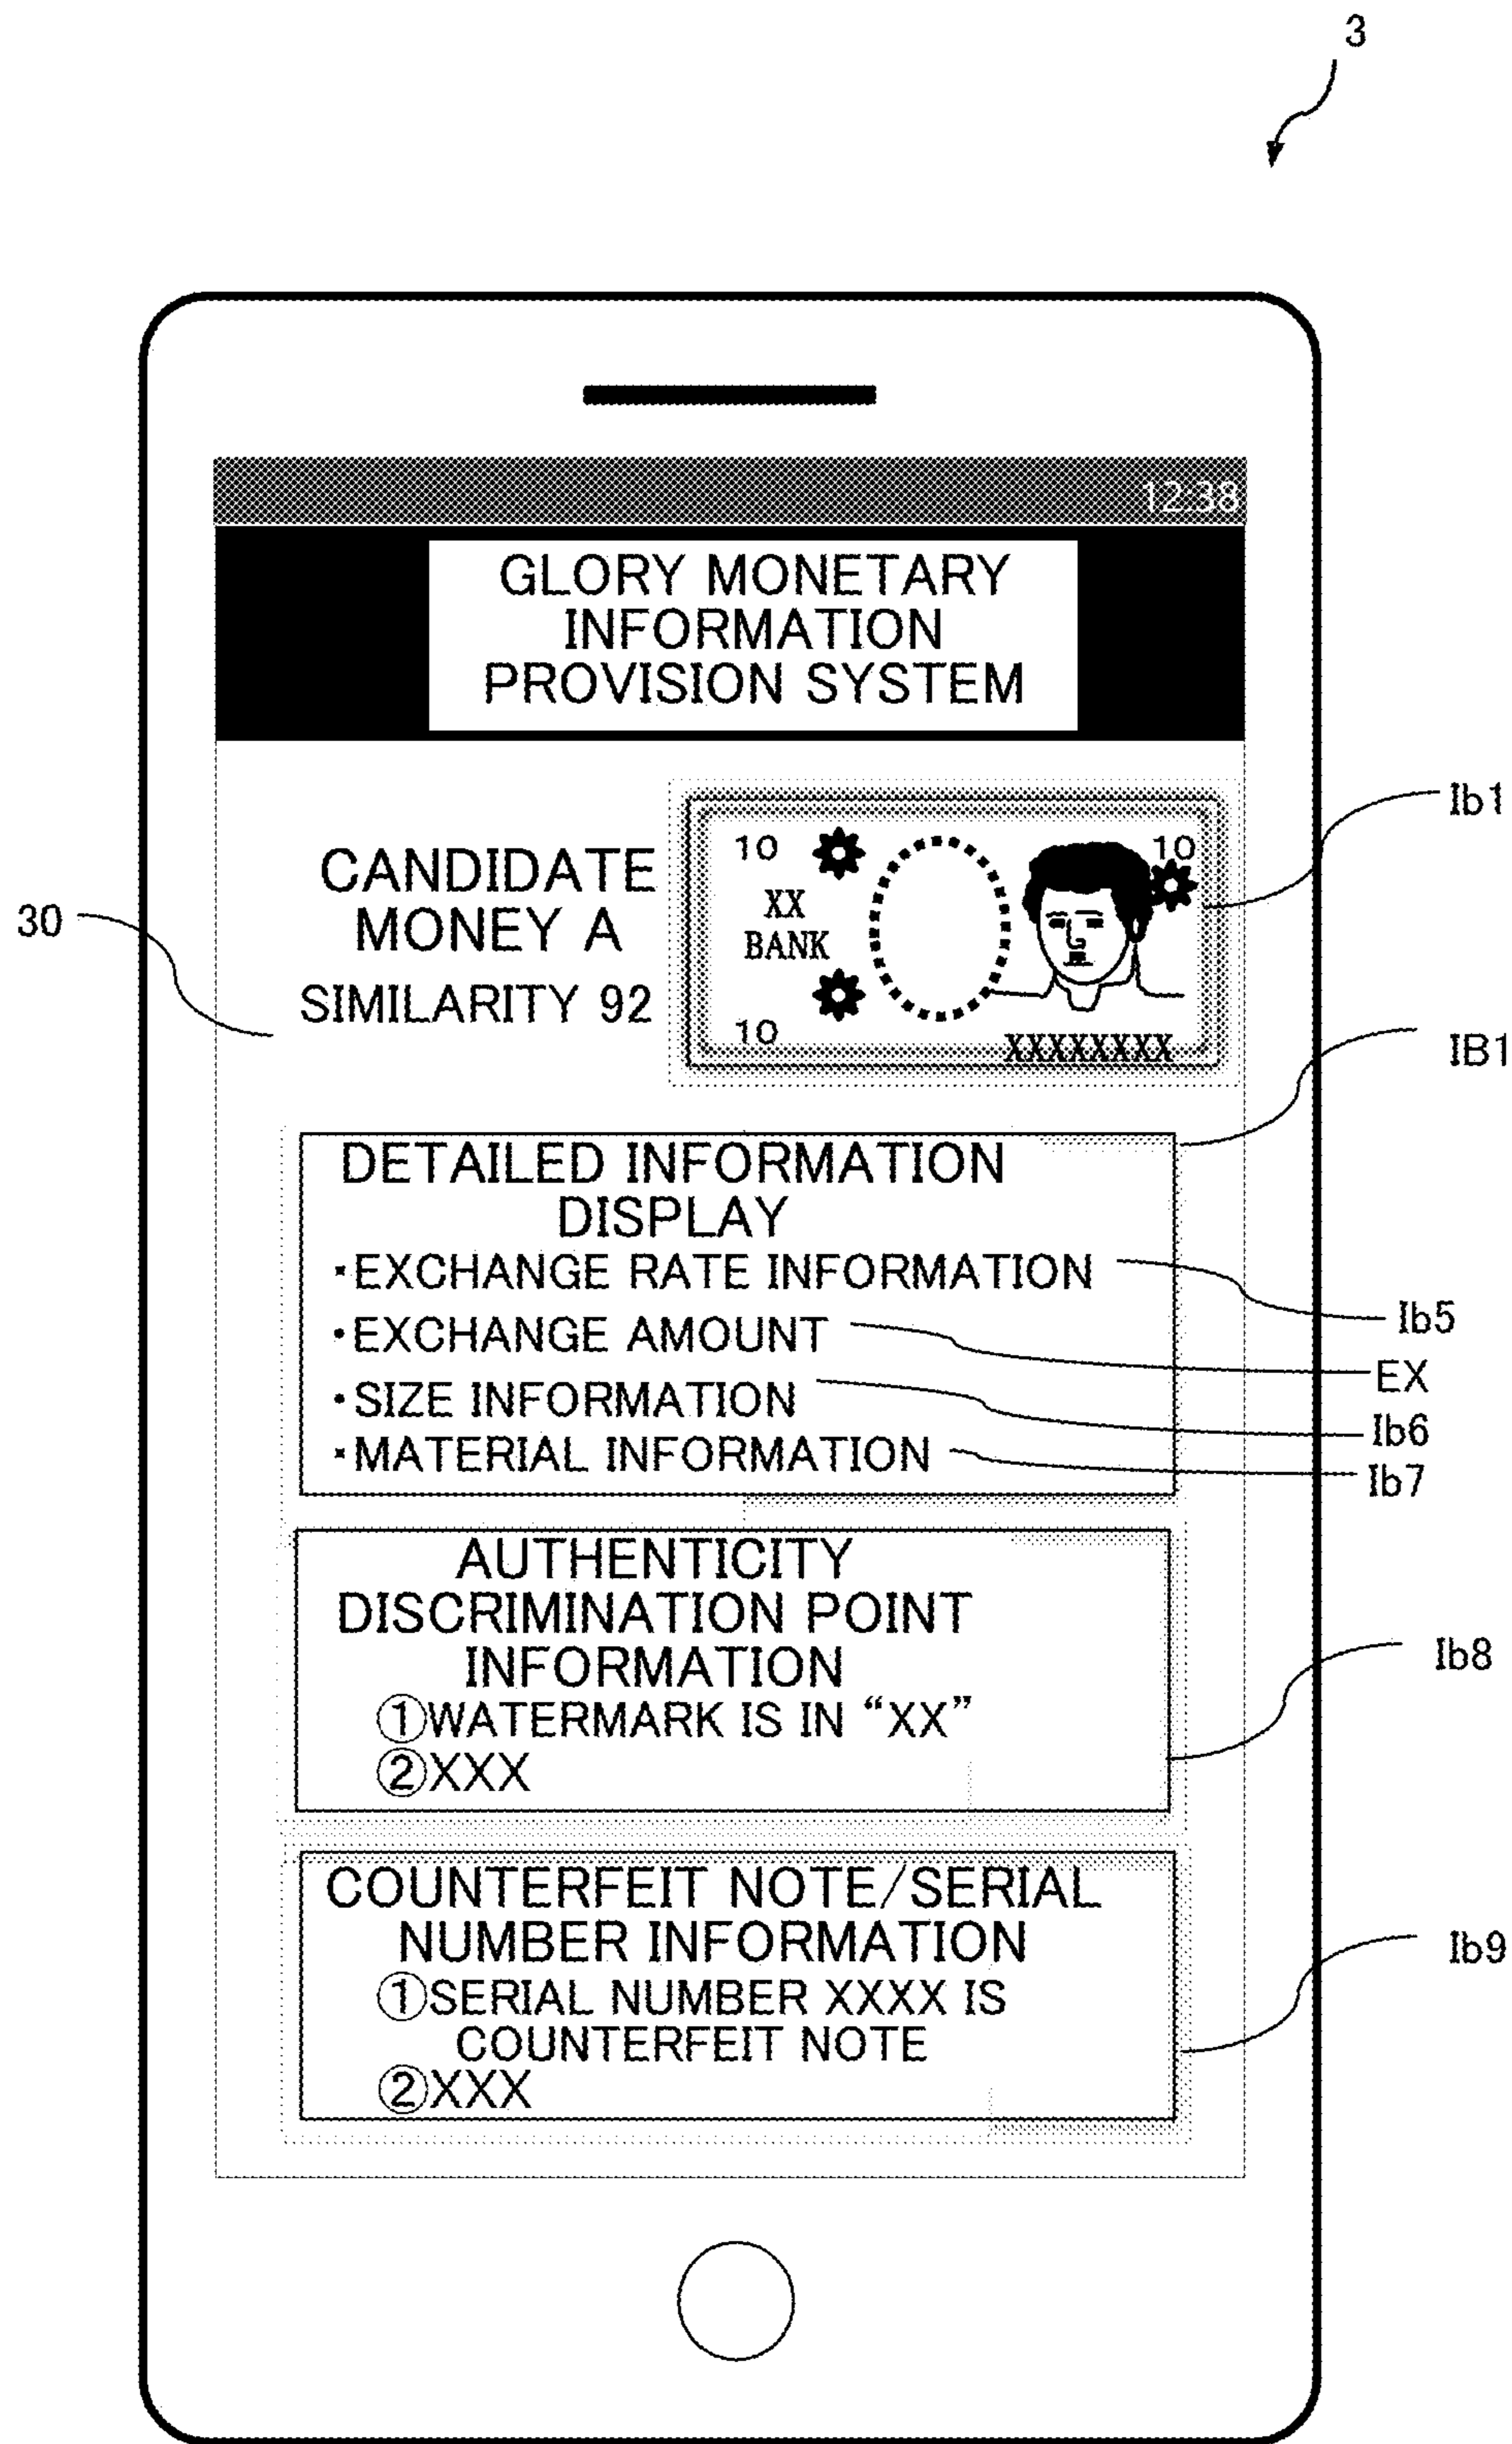 3
12:38
GLORY MONETARY
INFORMATION
PROVISION SYSTEM
CANDIDATE
MONEY A
SIMILARITY 92
10
10
XX
BANK
10
XXXXXXXX
Ib1
30
IB1
DETAILED INFORMATION
DISPLAY
・EXCHANGE RATE INFORMATION
・EXCHANGE AMOUNT
・SIZE INFORMATION
・MATERIAL INFORMATION
Ib5
EX
Ib6
Ib7
AUTHENTICITY
DISCRIMINATION POINT
INFORMATION
①WATERMARK IS IN “XX”
②XXX
Ib8
COUNTERFEIT NOTE/SERIAL
NUMBER INFORMATION
①SERIAL NUMBER XXXX IS
COUNTERFEIT NOTE
②XXX
Ib9